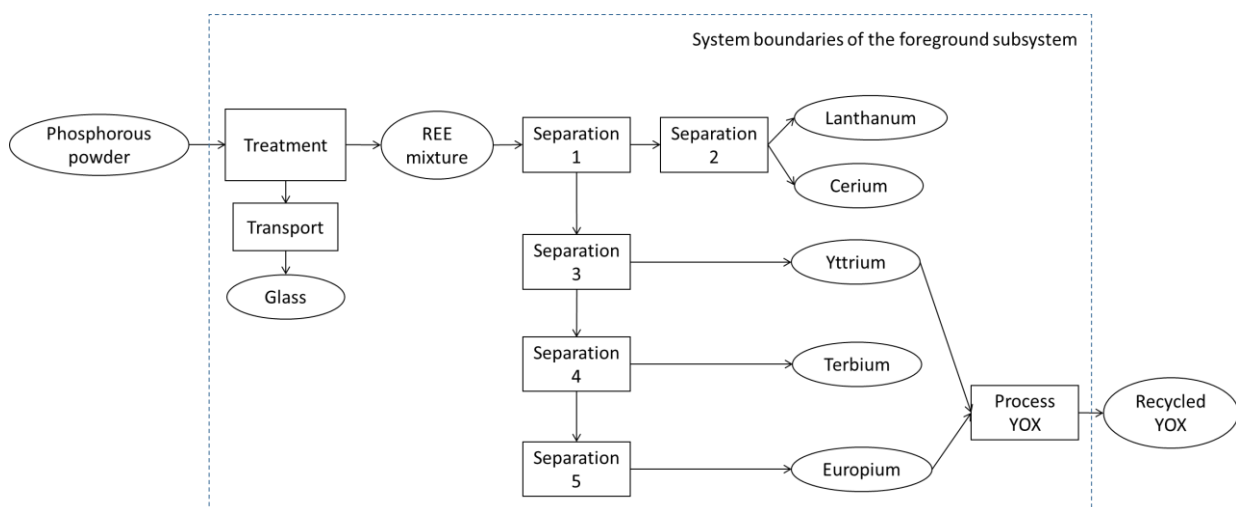 System boundaries of the foreground subsystem
Phosphorous
powder
Treatment
REE
mixture
Separation
1
Separation
2
Lanthanum
Cerium
Transport
Glass
Separation
3
Yttrium
Separation
4
Terbium
Separation
5
Europium
Process
YOX
Recycled
YOX